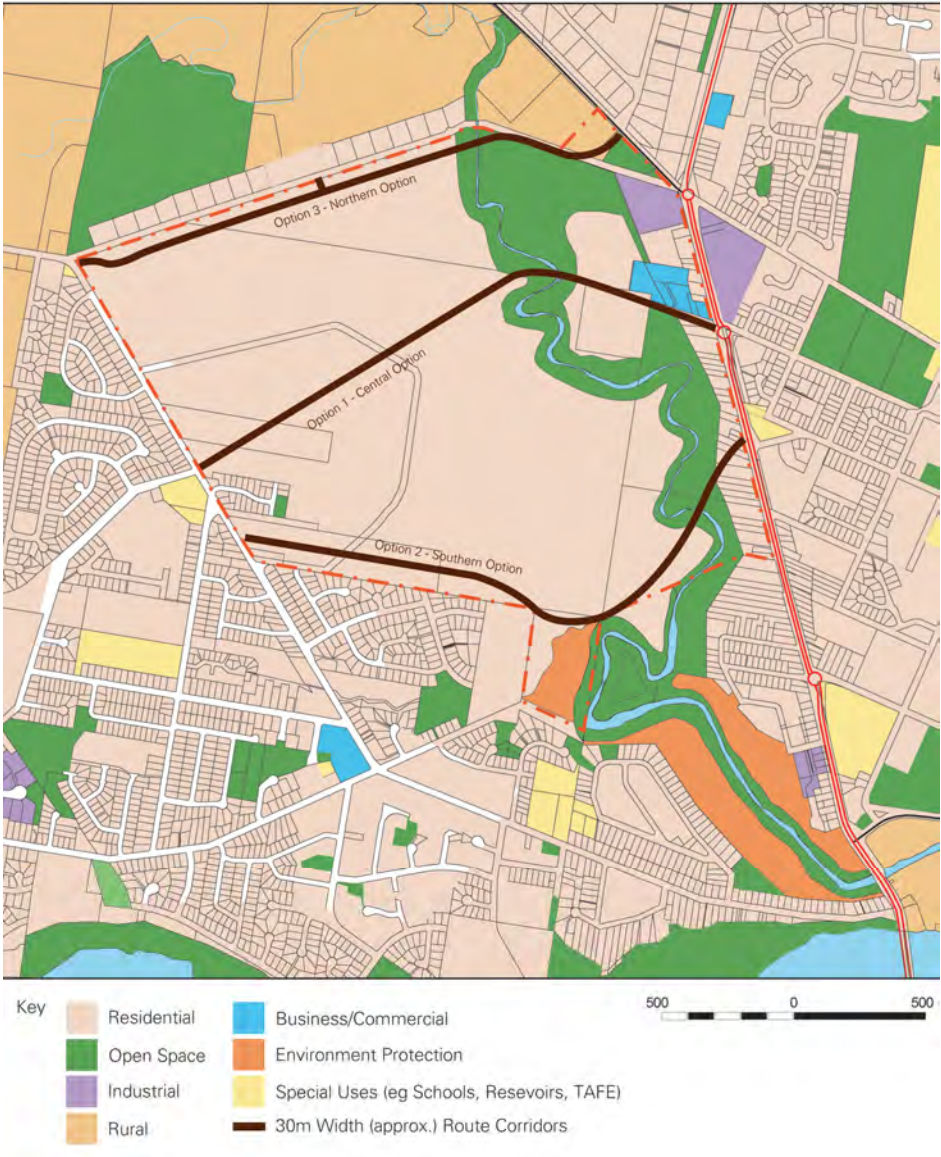 Option 3 - Northern Option
Option 1 - Central Option
Option 2 - Southern Option
Key
Residential
Open Space
Industrial
Rural
Business/Commercial
Environment Protection
Special Uses (eg Schools, Resevoirs, TAFE)
30m Width (approx.) Route Corridors
500 0 500